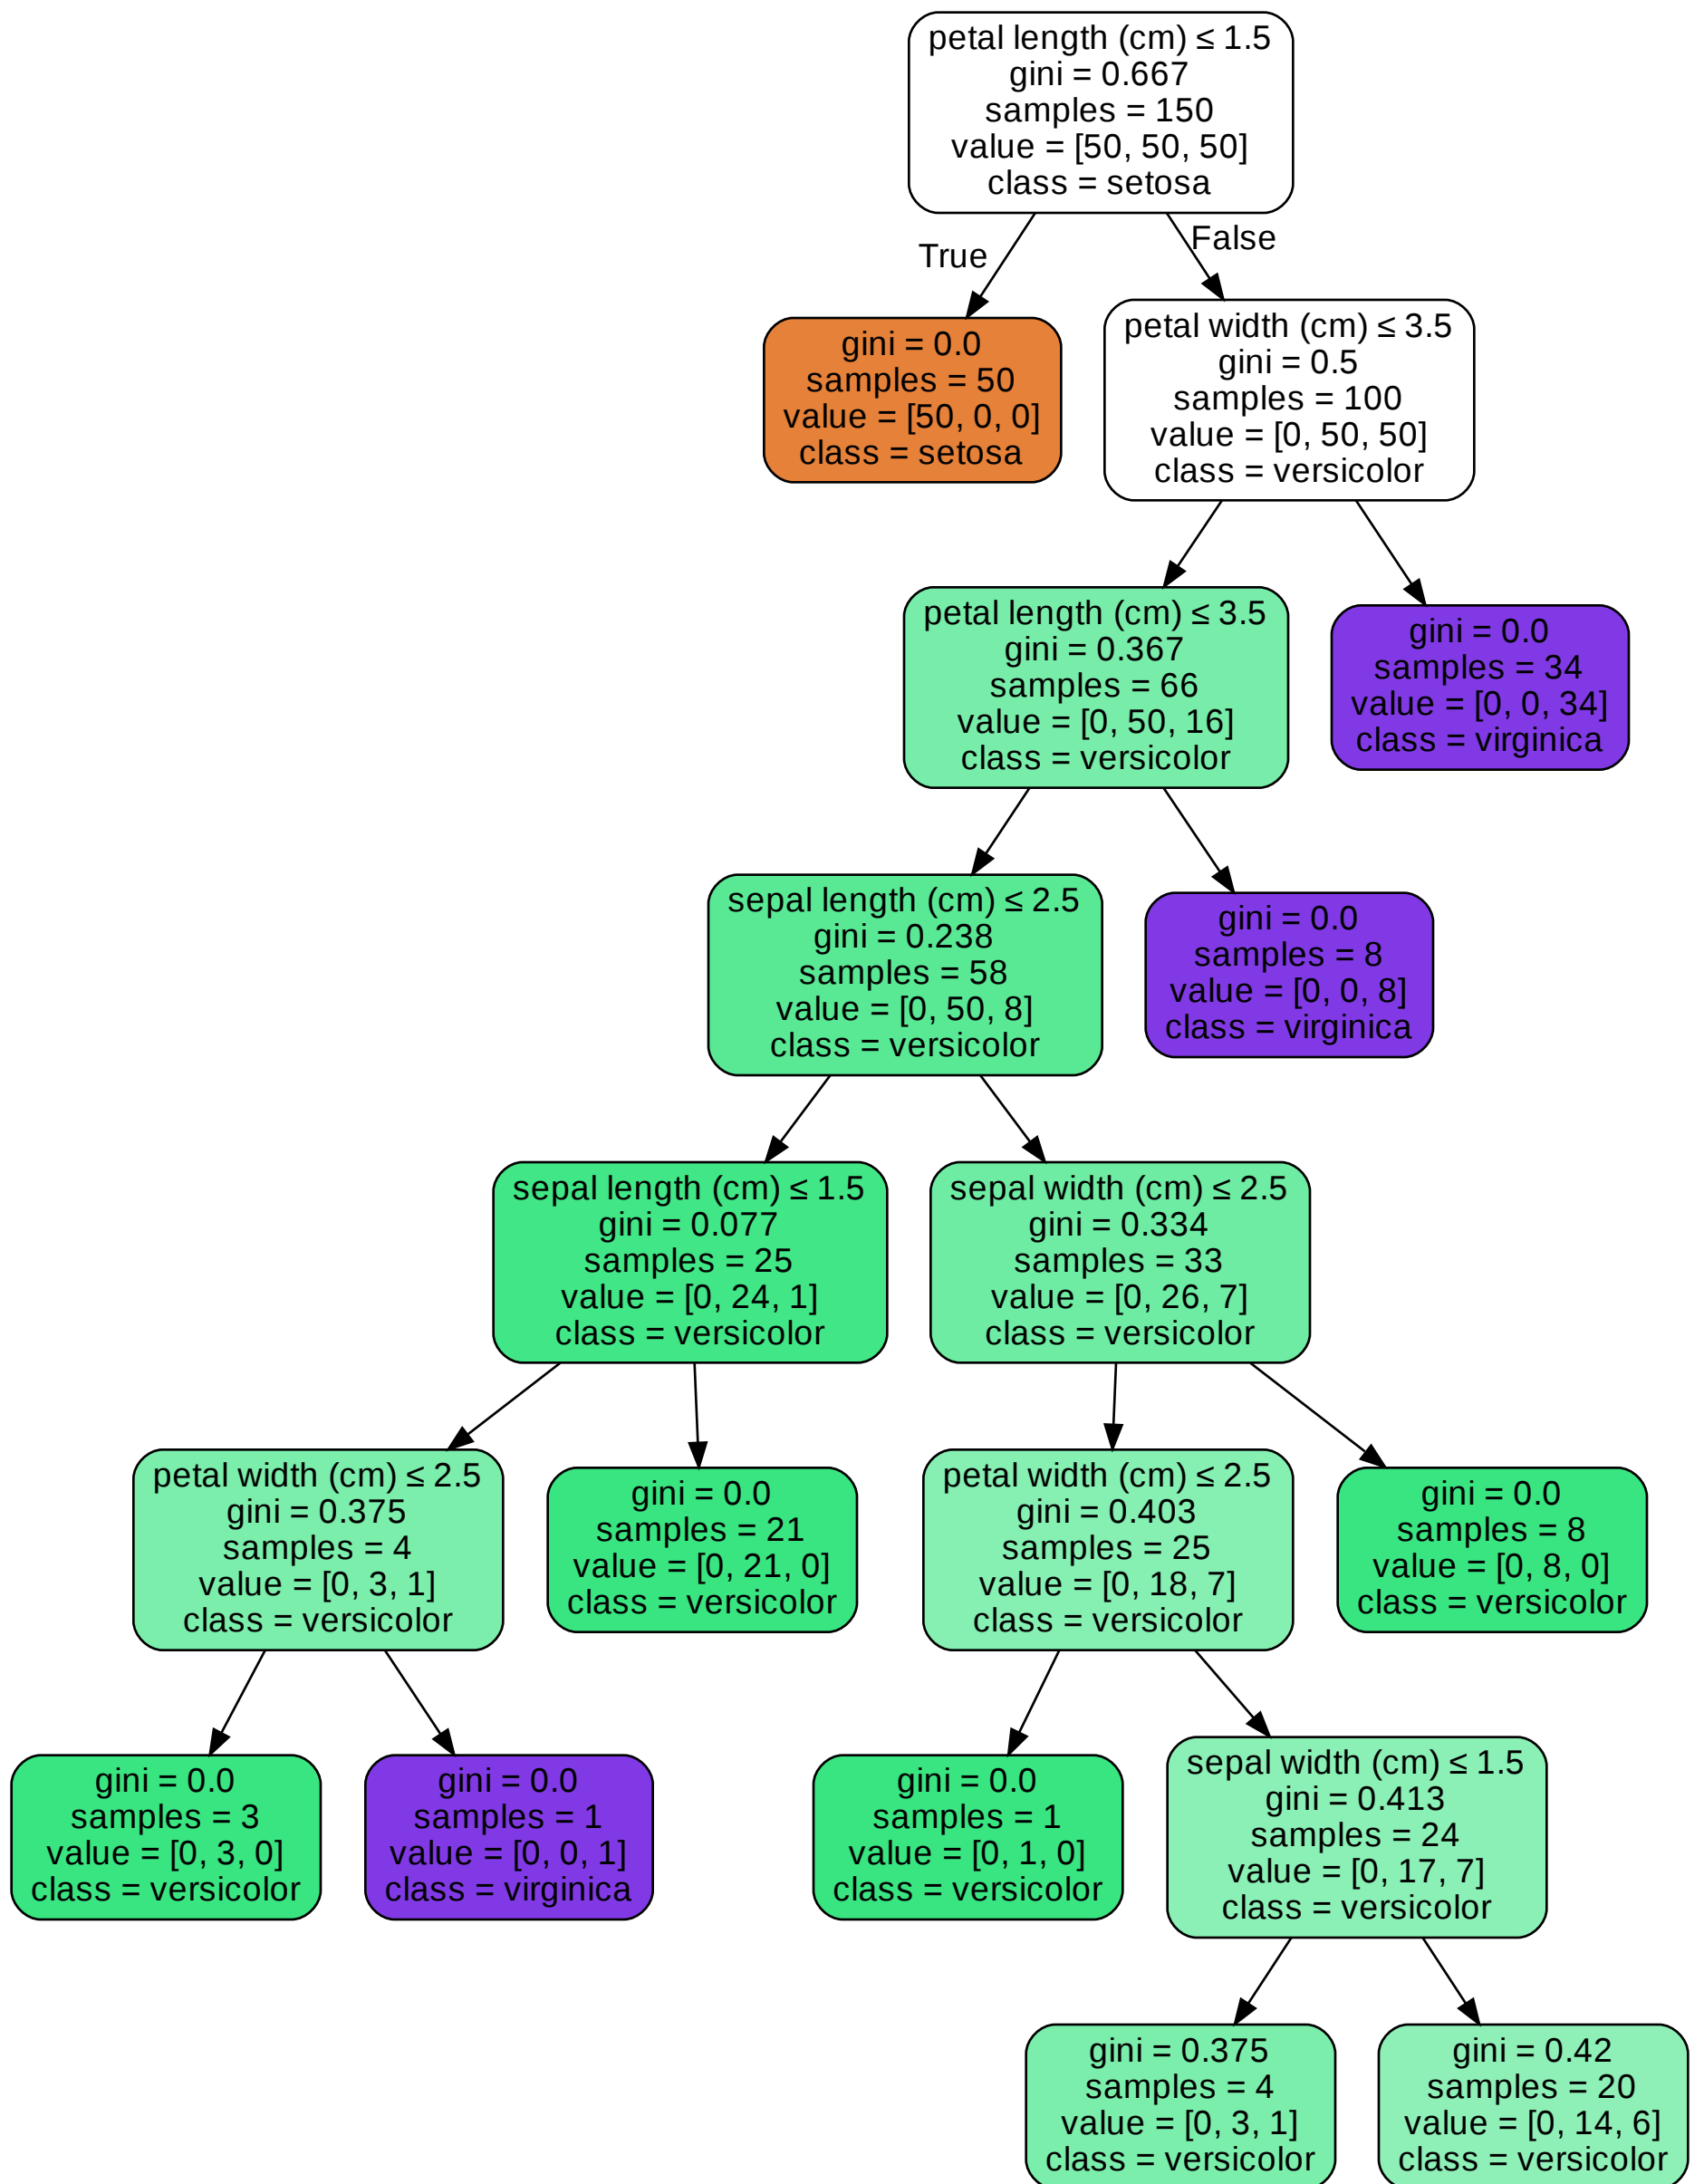 petal length (cm) ≤ 1.5
gini = 0.667
samples = 150
value = [50, 50, 50]
class = setosa
True
False
gini = 0.0
samples = 50
value = [50, 0, 0]
class = setosa
petal width (cm) ≤ 3.5
gini = 0.5
samples = 100
value = [0, 50, 50]
class = versicolor
petal length (cm) ≤ 3.5
gini = 0.367
samples = 66
value = [0, 50, 16]
class = versicolor
gini = 0.0
samples = 34
value = [0, 0, 34]
class = virginica
sepal length (cm) ≤ 2.5
gini = 0.238
samples = 58
value = [0, 50, 8]
class = versicolor
gini = 0.0
samples = 8
value = [0, 0, 8]
class = virginica
sepal length (cm) ≤ 1.5
gini = 0.077
samples = 25
value = [0, 24, 1]
class = versicolor
sepal width (cm) ≤ 2.5
gini = 0.334
samples = 33
value = [0, 26, 7]
class = versicolor
petal width (cm) ≤ 2.5
gini = 0.375
samples = 4
value = [0, 3, 1]
class = versicolor
gini = 0.0
samples = 21
value = [0, 21, 0]
class = versicolor
petal width (cm) ≤ 2.5
gini = 0.403
samples = 25
value = [0, 18, 7]
class = versicolor
gini = 0.0
samples = 8
value = [0, 8, 0]
class = versicolor
gini = 0.0
samples = 3
value = [0, 3, 0]
class = versicolor
gini = 0.0
samples = 1
value = [0, 0, 1]
class = virginica
gini = 0.0
samples = 1
value = [0, 1, 0]
class = versicolor
sepal width (cm) ≤ 1.5
gini = 0.413
samples = 24
value = [0, 17, 7]
class = versicolor
gini = 0.375
samples = 4
value = [0, 3, 1]
class = versicolor
gini = 0.42
samples = 20
value = [0, 14, 6]
class = versicolor